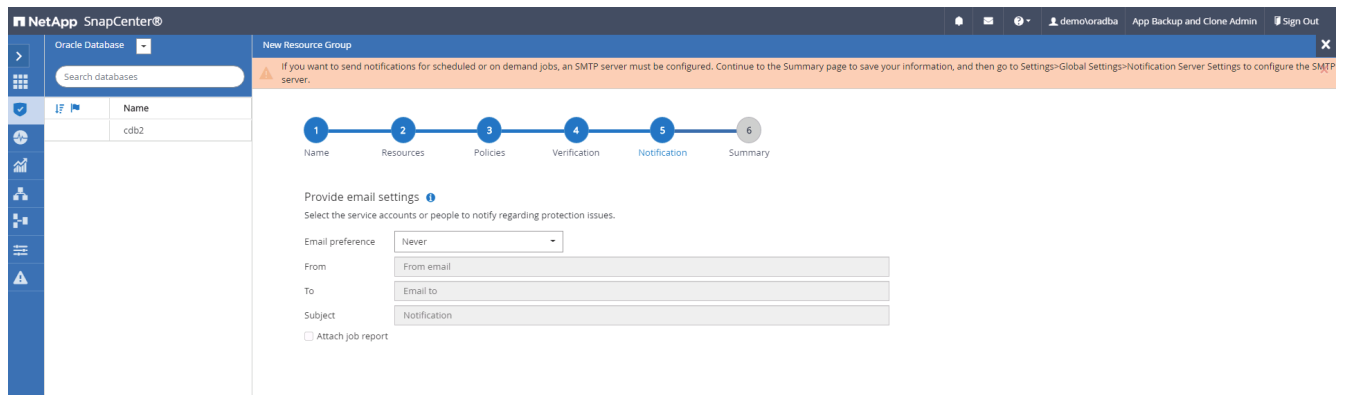 NetApp SnapCenter®
demo\oradba App Backup and Clone Admin Sign Out
Oracle Database
Search databases
Name
cdb2
New Resource Group
If you want to send notifications for scheduled or on demand jobs, an SMTP server must be configured. Continue to the Summary page to save your information, and then go to Settings>Global Settings>Notification Server Settings to configure the SMTP
server.
1 2 3 4 5 6
Name Resources Policies Verification Notification Summary
Provide email settings
Select the service accounts or people to notify regarding protection issues.
Email preference Never
From From email
To Email to
Subject Notification
Attach job report